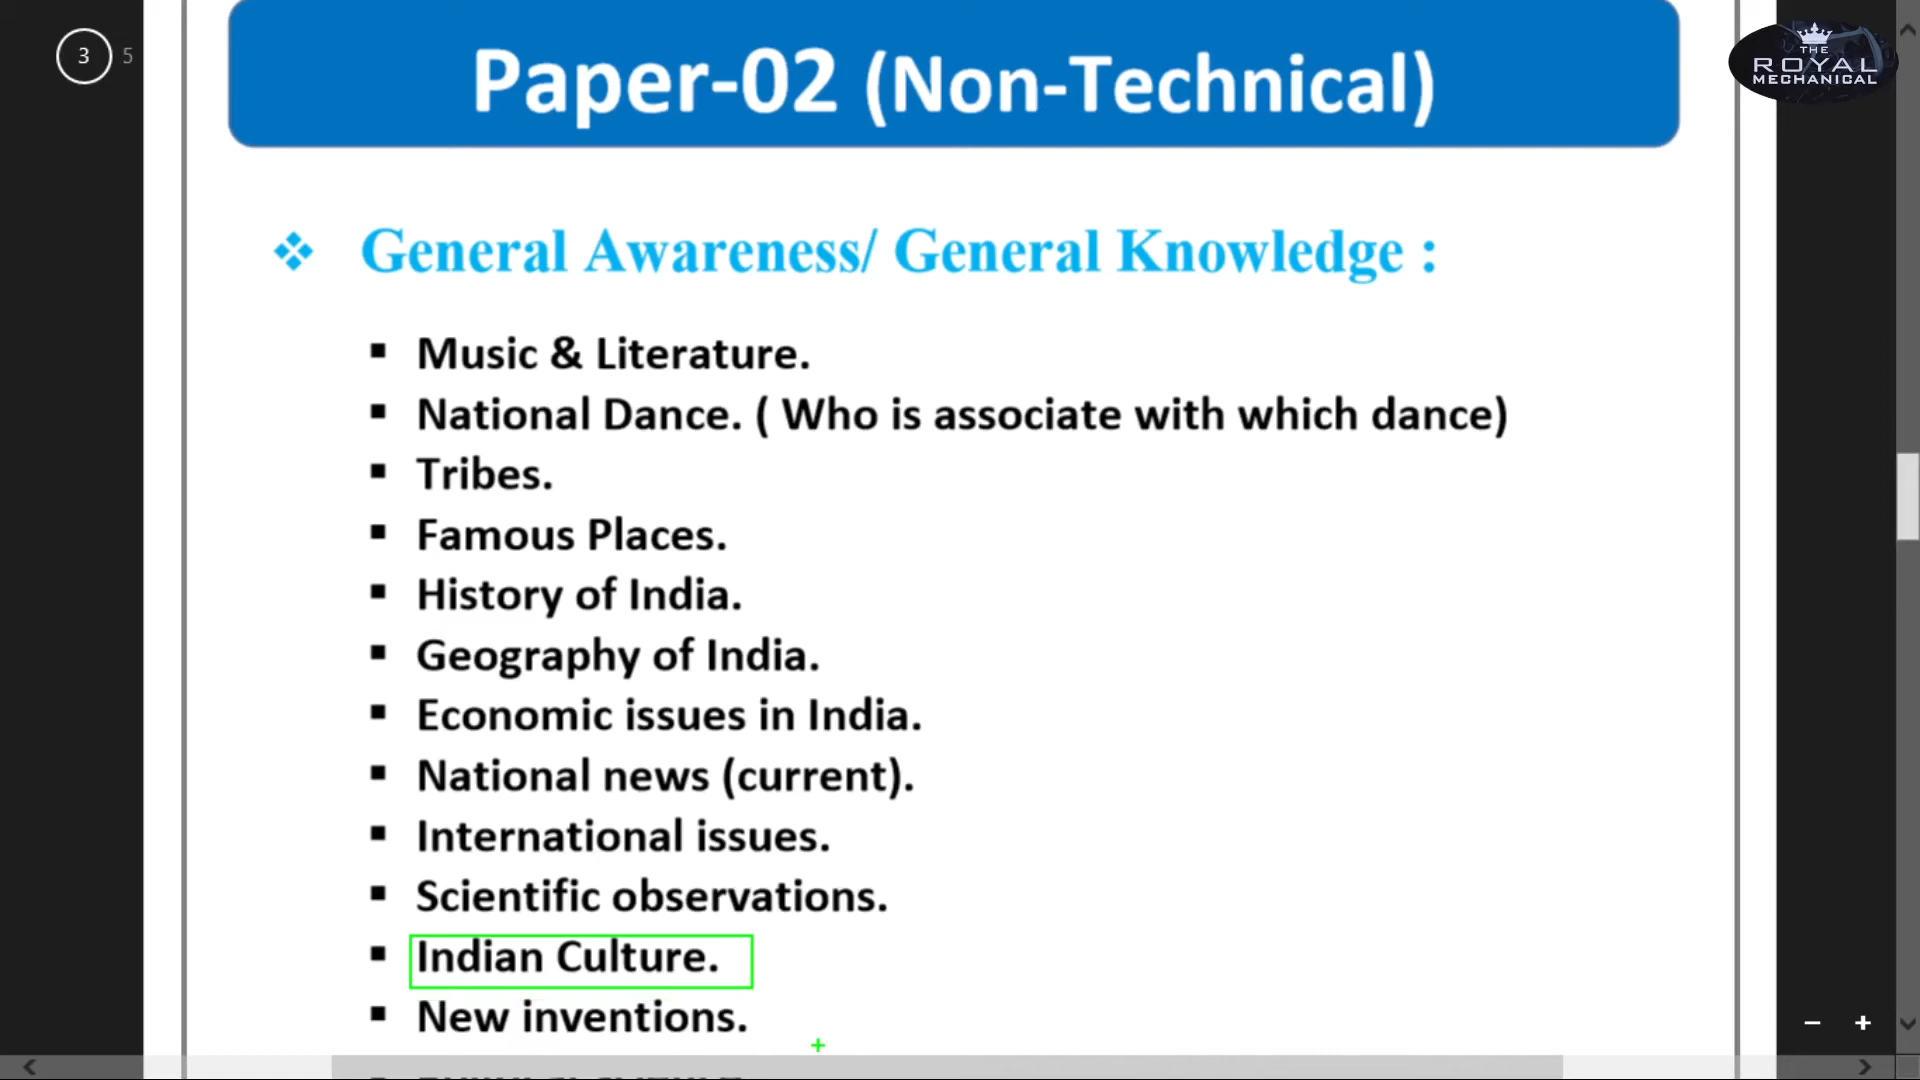 3 5
THE
ROYAL
MECHANICAL
Paper-02 (Non-Technical)
❖ General Awareness/ General Knowledge :
▪ Music & Literature.
▪ National Dance. ( Who is associate with which dance)
▪ Tribes.
▪ Famous Places.
▪ History of India.
▪ Geography of India.
▪ Economic issues in India.
▪ National news (current).
▪ International issues.
▪ Scientific observations.
▪ Indian Culture.
▪ New inventions.